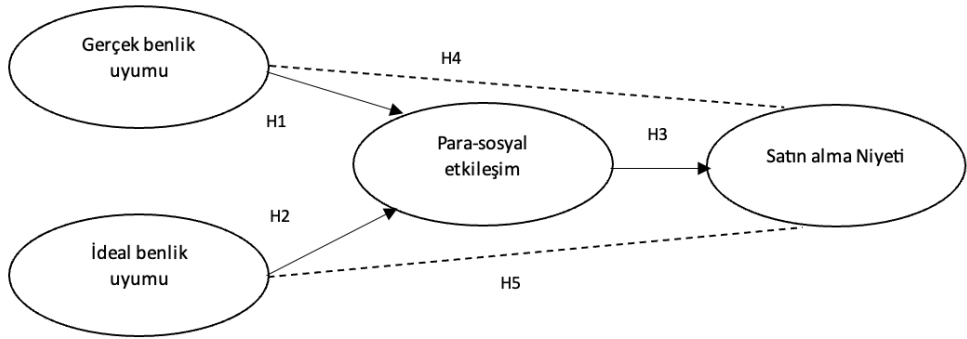 Gerçek benlik
uyumu
H4
H1
H3
Para-sosyal
etkileşim
Satın alma Niyeti
H2
İdeal benlik
uyumu
H5